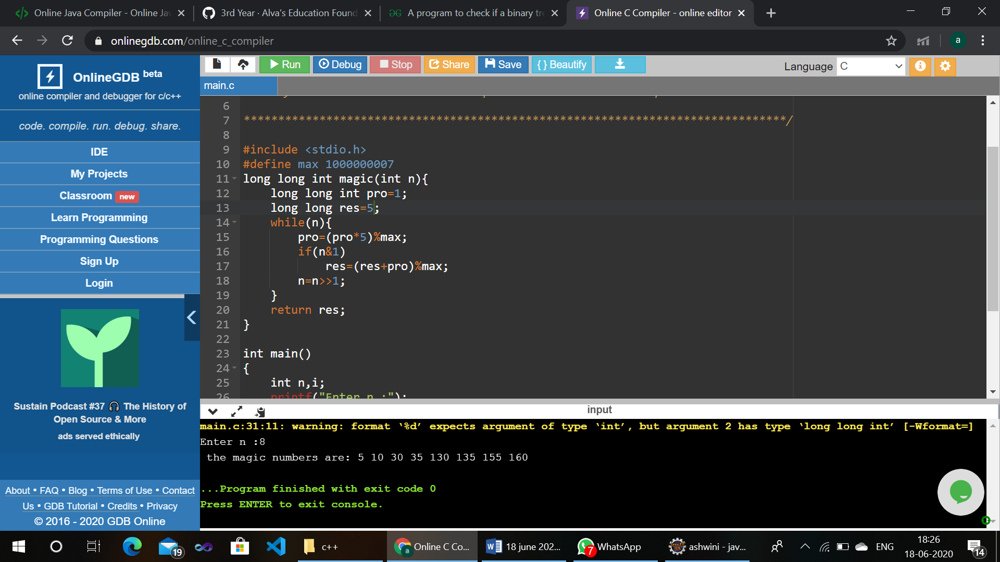 Online Java Compiler - Online Ja
3rd Year · Alva's Education Found
A program to check if a binary tr
Online C Compiler - online editor
onlinegdb.com/online_c_compiler
a
OnlineGDB beta
online compiler and debugger for c/c++
code. compile. run. debug. share.
IDE
My Projects
Classroom new
Learn Programming
Programming Questions
Sign Up
Login
Sustain Podcast #37 🎧 The History of
Open Source & More
ads served ethically
About • FAQ • Blog • Terms of Use • Contact
Us • GDB Tutorial • Credits • Privacy
© 2016 - 2020 GDB Online
Run Debug Stop Share Save { } Beautify
Language C
main.c
6
7 ********************************************************************************/
8
9 #include <stdio.h>
10 #define max 1000000007
11 long long int magic(int n){
12 long long int pro=1;
13 long long res=5;
14 while(n){
15 pro=(pro*5)%max;
16 if(n&1)
17 res=(res+pro)%max;
18 n=n>>1;
19 }
20 return res;
21 }
22
23 int main()
24 {
25 int n,i;
26 printf("Enter n :");
input
main.c:31:11: warning: format ‘%d’ expects argument of type ‘int’, but argument 2 has type ‘long long int’ [-Wformat=]
Enter n :8
the magic numbers are: 5 10 30 35 130 135 155 160
...Program finished with exit code 0
Press ENTER to exit console.
19
c++
a
Online C Co...
18 june 202...
7
WhatsApp
ashwini - jav...
ENG
18:26
18-06-2020
14